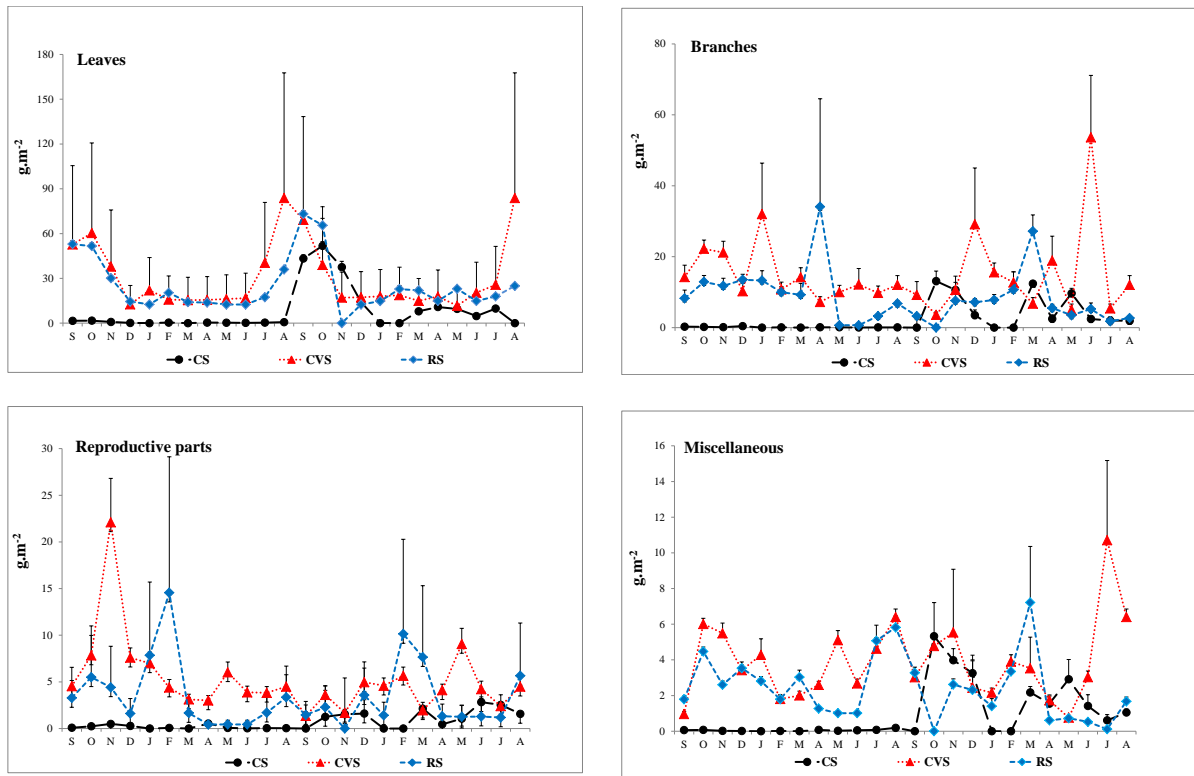 Leaves
g.m-2
180
150
120
90
60
30
0
S O N D J F M A M J J A S O N D J F M A M J J A
CS CVS RS
Branches
g.m-2
80
60
40
20
0
S O N D J F M A M J J A S O N D J F M A M J J A
CS CVS RS
Reproductive parts
g.m-2
30
25
20
15
10
5
0
S O N D J F M A M J J A S O N D J F M A M J J A
CS CVS RS
Miscellaneous
g.m-2
16
14
12
10
8
6
4
2
0
S O N D J F M A M J J A S O N D J F M A M J J A
CS CVS RS